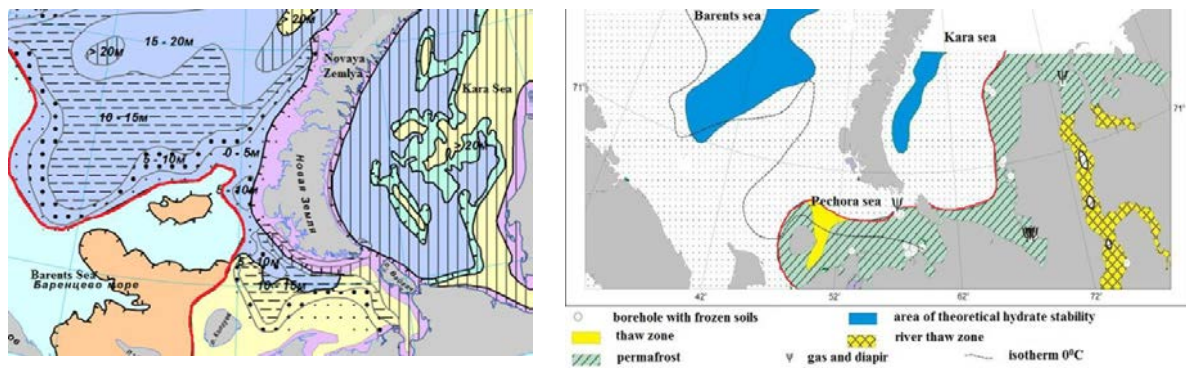 > 20м
15 - 20м
> 20м
Novaya
Zemlya
Kara Sea
10 - 15м
> 20м
5 - 10м
0 - 5м
5 - 10м
Новая Земля
Barents Sea
Баренцево море
5 - 10м
10 - 15м
Barents sea
Kara sea
71°
71°
Pechora sea
42°
52°
62°
72°
borehole with frozen soils
area of theoretical hydrate stability
thaw zone
river thaw zone
permafrost
gas and diapir
isotherm 0⁰C